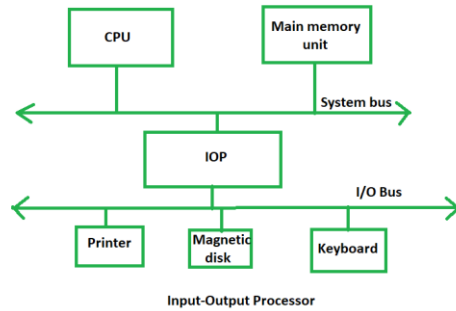 CPU
Main memory
unit
System bus
IOP
I/O Bus
Printer
Magnetic
disk
Keyboard
Input-Output Processor